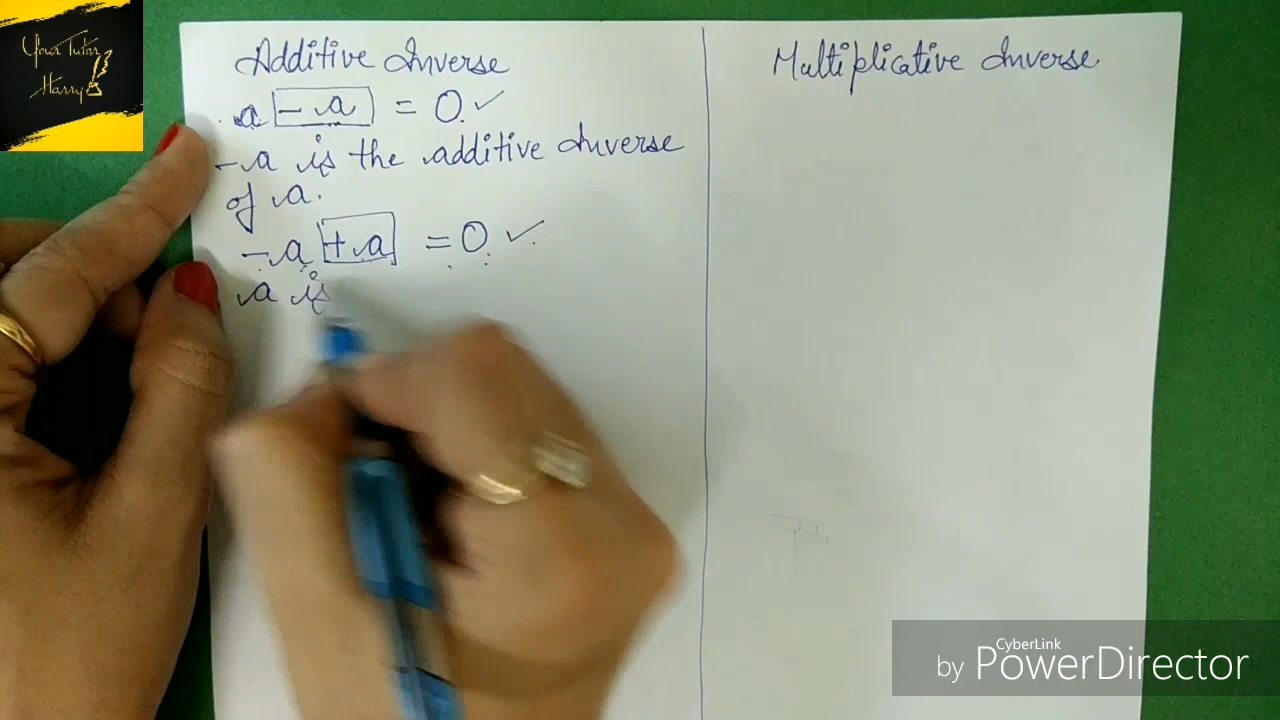 Your Tutor
Harry
Additive Inverse
a - a = 0 ✓
-a is the additive Inverse
of a.
-a + a = 0 ✓
a is
Multiplicative Inverse
CyberLink
by PowerDirector